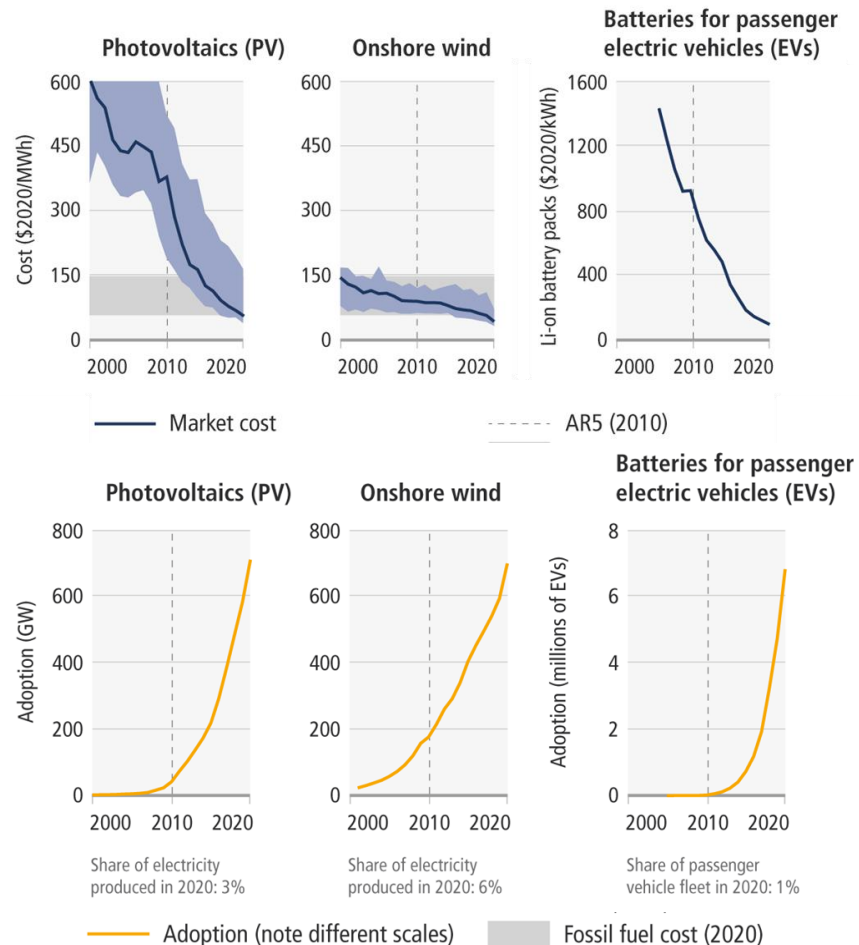 Photovoltaics (PV)
Onshore wind
Batteries for passenger
electric vehicles (EVs)
Cost ($2020/MWh)
600
450
300
150
0
2000 2010 2020
600
450
300
150
0
2000 2010 2020
Li-on battery packs ($2020/kWh)
1600
1200
800
400
0
2000 2010 2020
Market cost
AR5 (2010)
Photovoltaics (PV)
Onshore wind
Batteries for passenger
electric vehicles (EVs)
Adoption (GW)
800
600
400
200
0
2000 2010 2020
Share of electricity
produced in 2020: 3%
800
600
400
200
0
2000 2010 2020
Share of electricity
produced in 2020: 6%
Adoption (millions of EVs)
8
6
4
2
0
2000 2010 2020
Share of passenger
vehicle fleet in 2020: 1%
Adoption (note different scales)
Fossil fuel cost (2020)